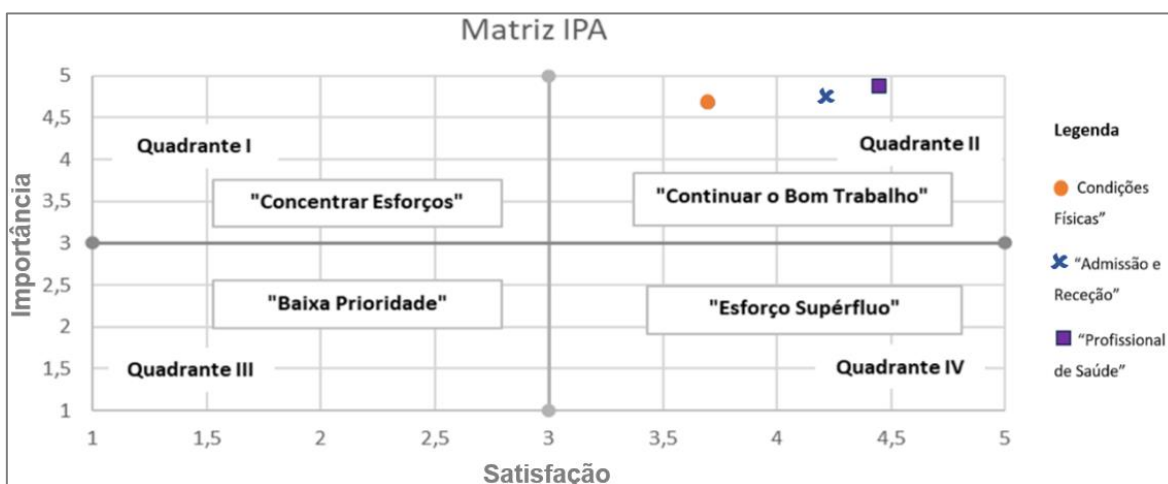 Matriz IPA
Importância
5
4,5
4
3,5
3
2,5
2
1,5
1
Quadrante I
Quadrante II
"Concentrar Esforços"
"Continuar o Bom Trabalho"
"Baixa Prioridade"
"Esforço Supérfluo"
Quadrante III
Quadrante IV
1
1,5
2
2,5
3
3,5
4
4,5
5
Satisfação
Legenda
Condições
Físicas”
“Admissão e
Receção”
“Profissional
de Saúde”